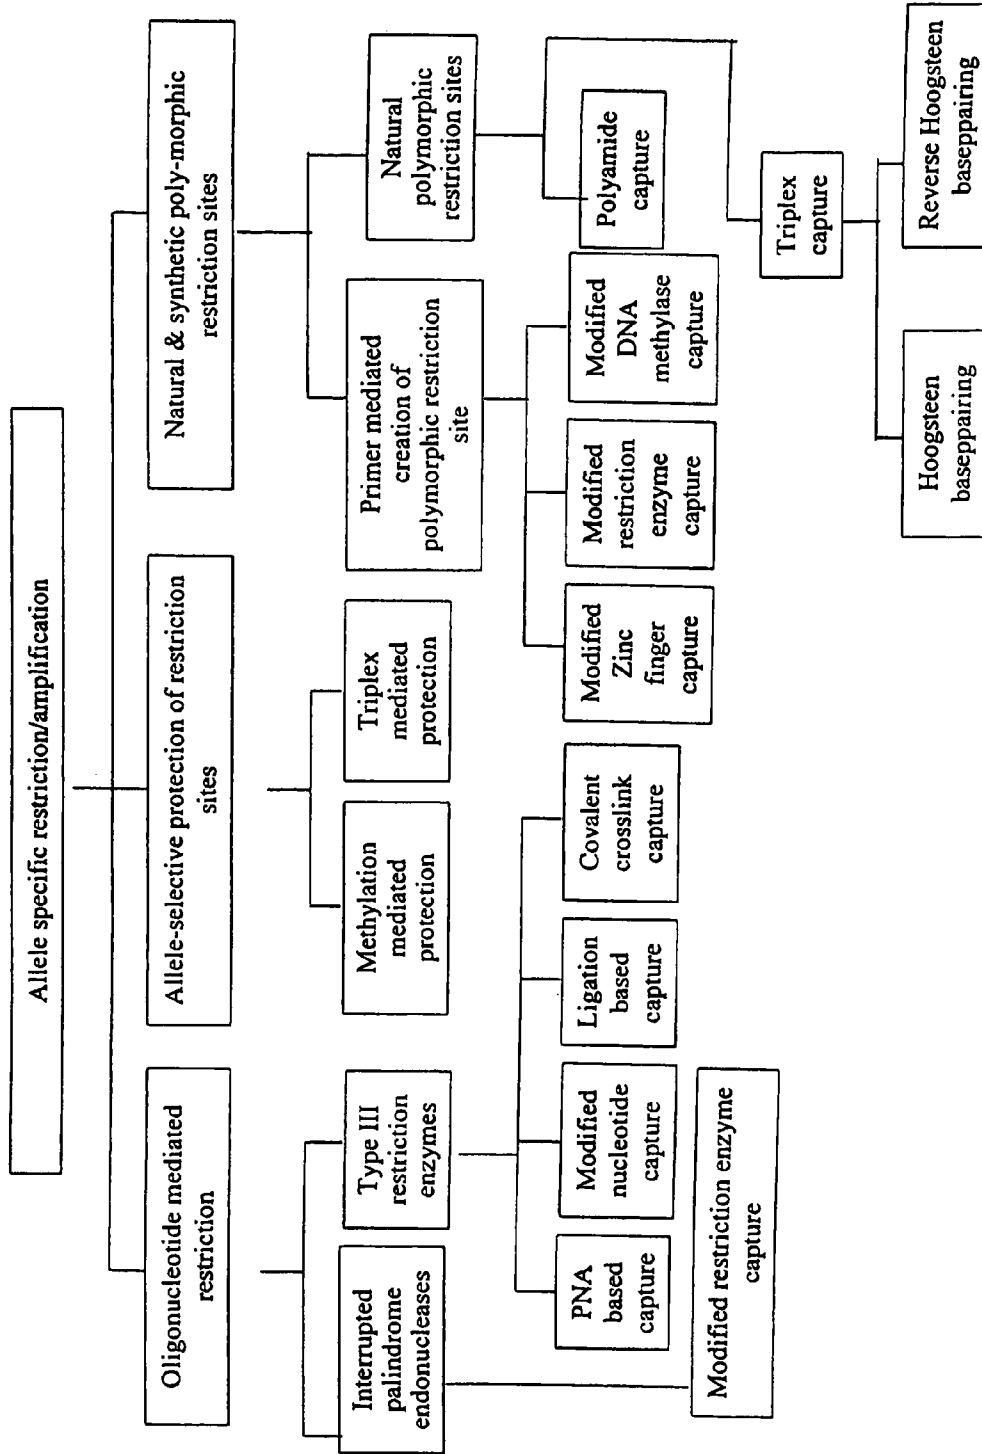 Allele specific restriction/amplification
Oligonucleotide mediated
restriction
Allele-selective protection of restriction
sites
Natural & synthetic poly-morphic
restriction sites
Interrupted
palindrome
endonucleases
Type III
restriction
enzymes
Methylation
mediated
protection
Triplex
mediated
protection
Primer mediated
creation of
polymorphic restriction
site
Natural
polymorphic
restriction sites
PNA
based
capture
Modified
nucleotide
capture
Ligation
based
capture
Covalent
crosslink
capture
Modified
Zinc
finger
capture
Modified
restriction
enzyme
capture
Modified
DNA
methylase
capture
Polyamide
capture
Modified restriction enzyme
capture
Triplex
capture
Hoogsteen
baseppairing
Reverse Hoogsteen
baseppairing